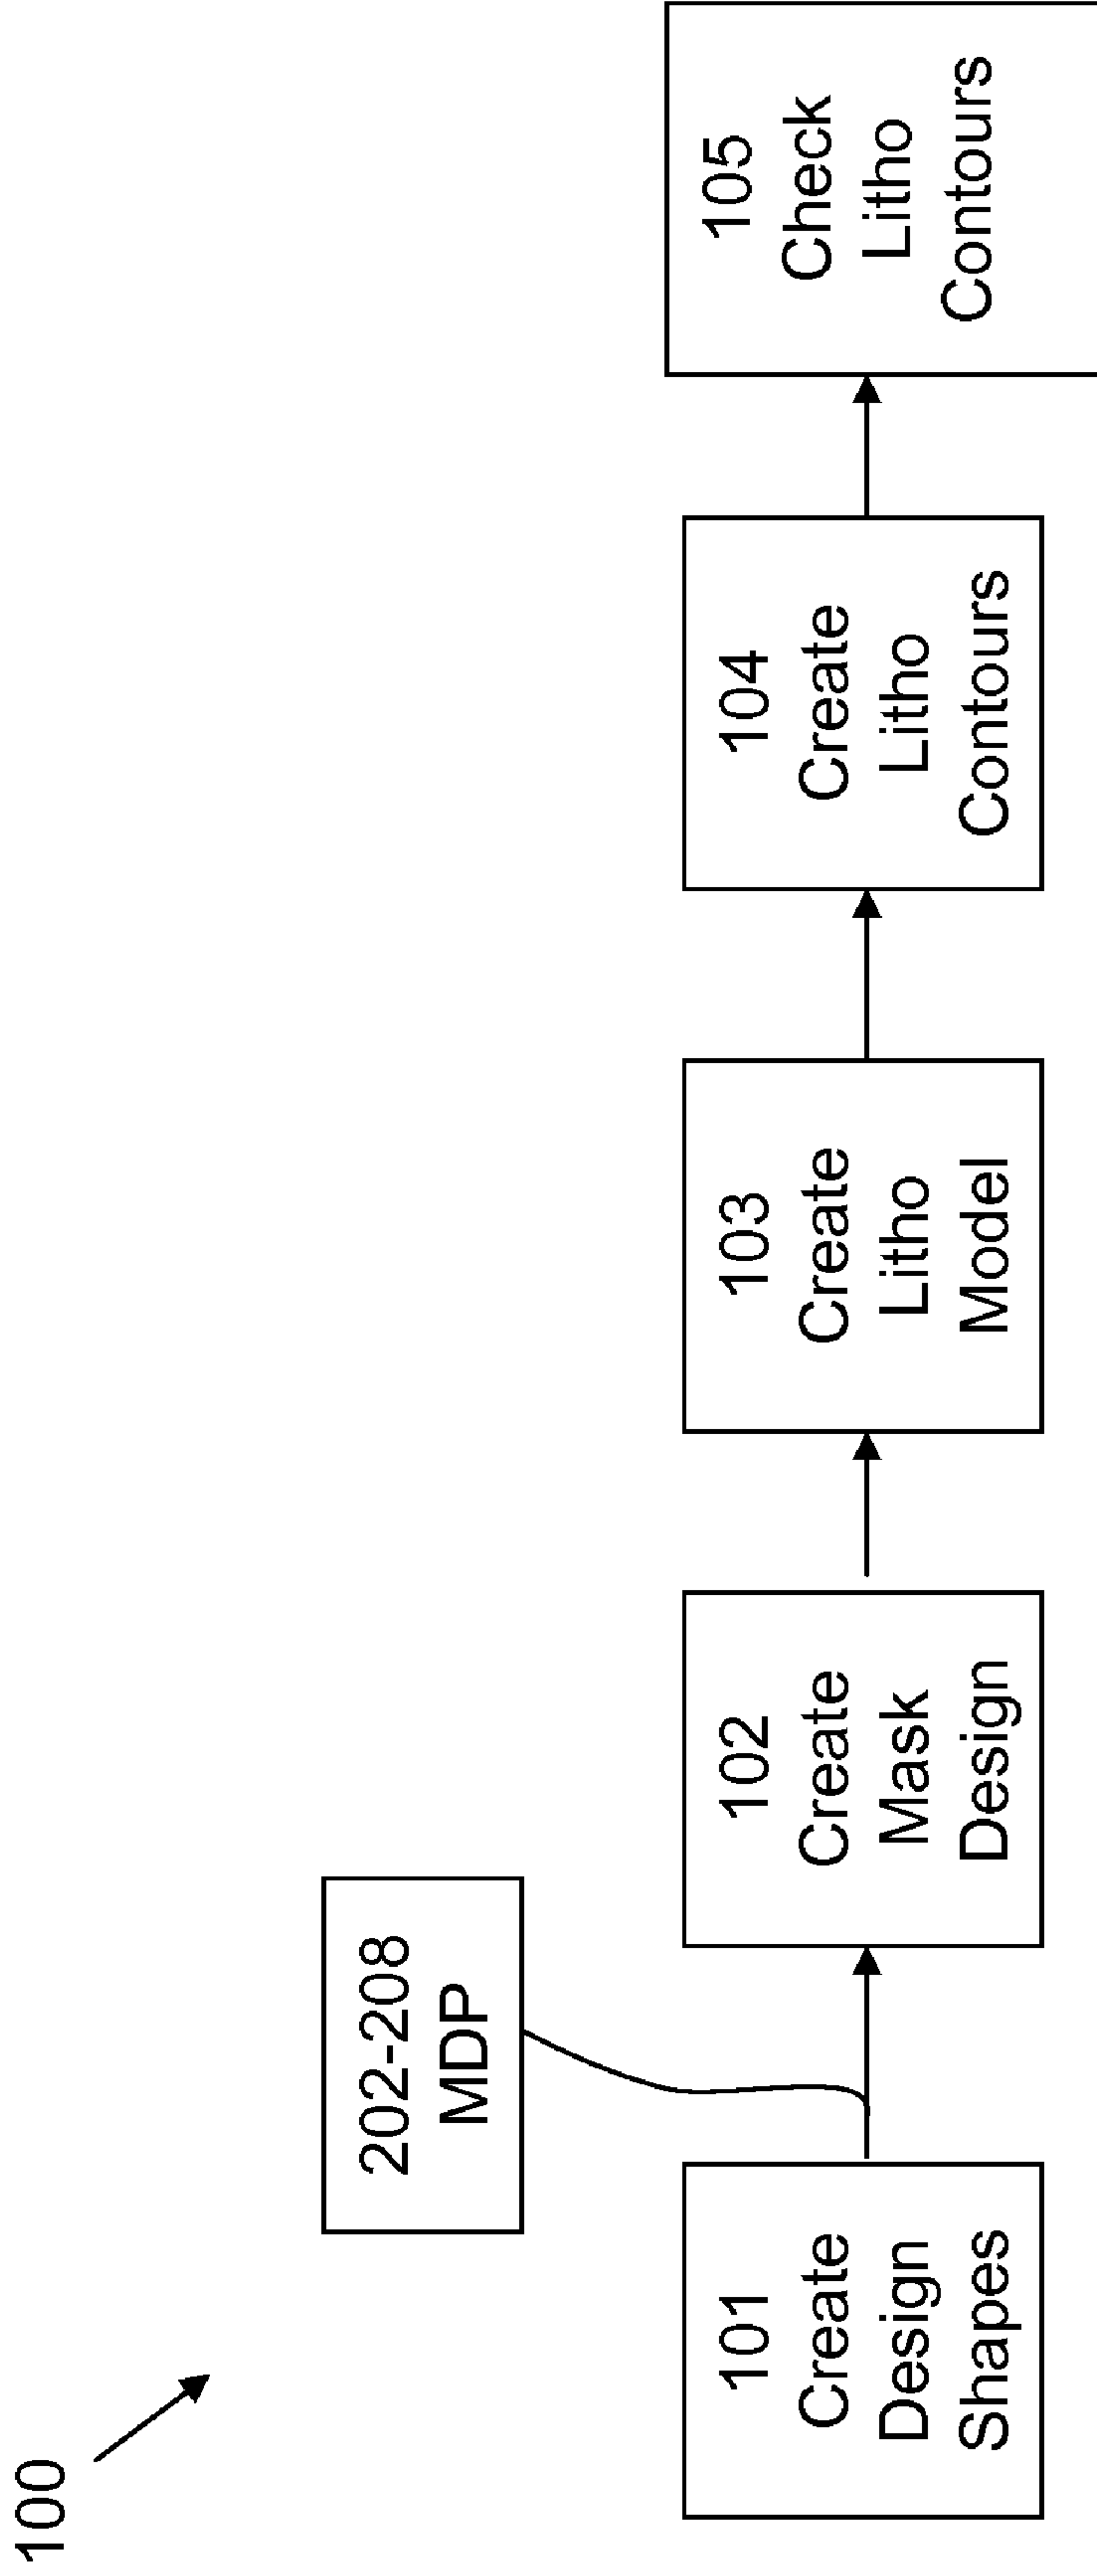 100
202-208
MDP
101
Create
Design
Shapes
102
Create
Mask
Design
103
Create
Litho
Model
104
Create
Litho
Contours
105
Check
Litho
Contours